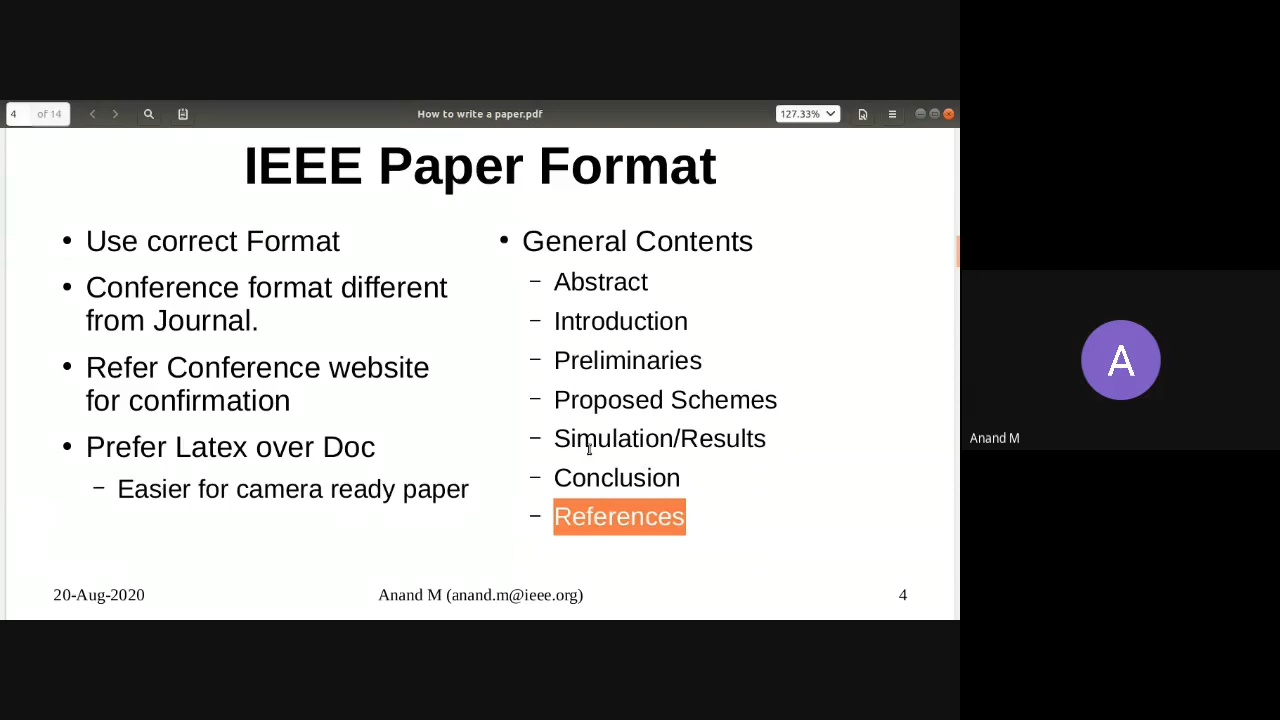 4 of 14
How to write a paper.pdf
127.33%
IEEE Paper Format
• Use correct Format
• Conference format different
from Journal.
• Refer Conference website
for confirmation
• Prefer Latex over Doc
– Easier for camera ready paper
• General Contents
– Abstract
– Introduction
– Preliminaries
– Proposed Schemes
– Simulation/Results
– Conclusion
– References
20-Aug-2020
Anand M (anand.m@ieee.org)
4
A
Anand M